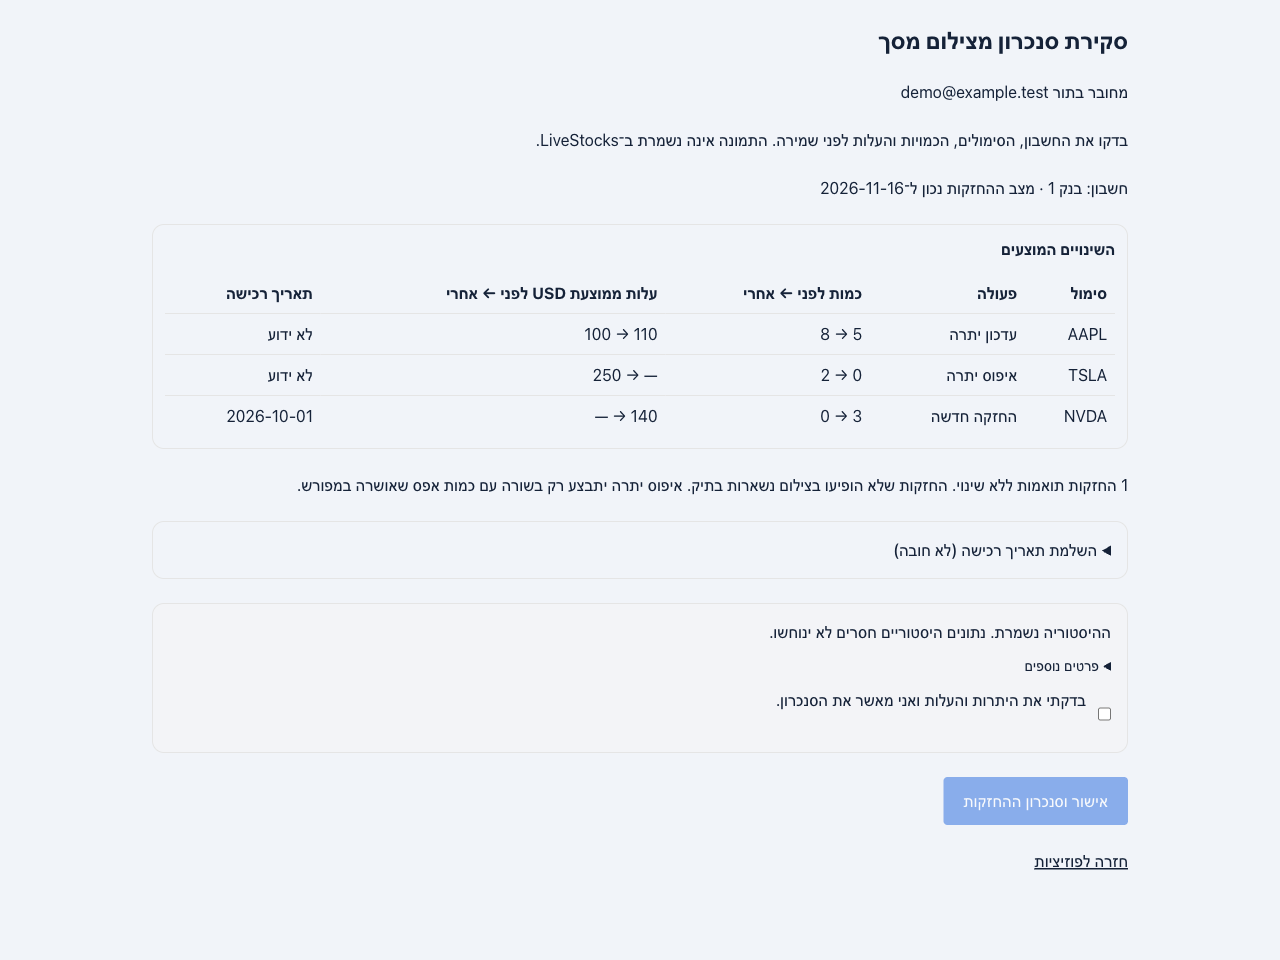 סקירת סנכרון מצילום מסך
מחובר בתור demo@example.test
בדקו את החשבון, הסימולים, הכמויות והעלות לפני שמירה. התמונה אינה נשמרת ב־LiveStocks.
חשבון: בנק 1 · מצב ההחזקות נכון ל־2026-11-16
השינויים המוצעים
סימול פעולה כמות לפני ← אחרי עלות ממוצעת USD לפני ← אחרי תאריך רכישה
AAPL עדכון יתרה 8 → 5 100 → 110 לא ידוע
TSLA איפוס יתרה 2 → 0 250 → — לא ידוע
NVDA החזקה חדשה 0 → 3 — → 140 2026-10-01
1 החזקות תואמות ללא שינוי. החזקות שלא הופיעו בצילום נשארות בתיק. איפוס יתרה יתבצע רק בשורה עם כמות אפס שאושרה במפורש.
השלמת תאריך רכישה (לא חובה)
ההיסטוריה נשמרת. נתונים היסטוריים חסרים לא ינוחשו.
פרטים נוספים
בדקתי את היתרות והעלות ואני מאשר את הסנכרון.
אישור וסנכרון ההחזקות
חזרה לפוזיציות